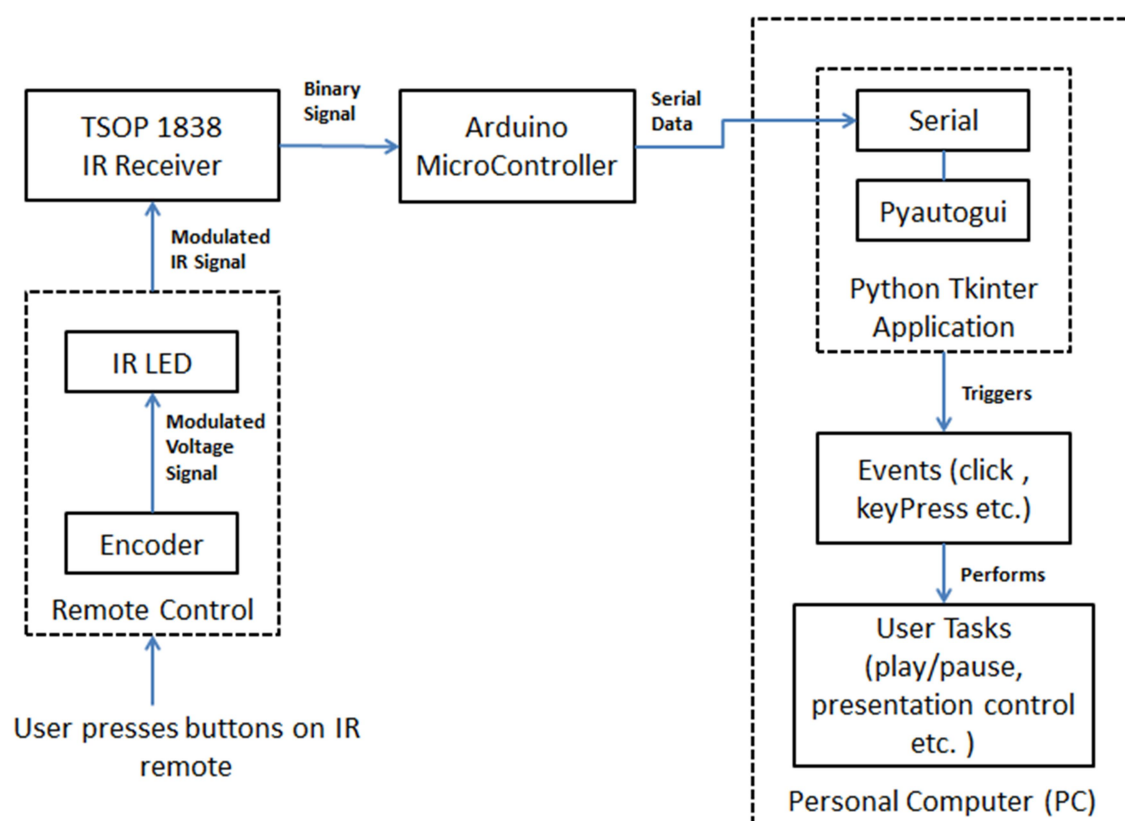 TSOP 1838
IR Receiver
Binary
Signal
Arduino
MicroController
Serial
Data
Serial
Pyautogui
Python Tkinter
Application
Modulated
IR Signal
IR LED
Modulated
Voltage
Signal
Encoder
Remote Control
User presses buttons on IR
remote
Triggers
Events (click ,
keyPress etc.)
Performs
User Tasks
(play/pause,
presentation control
etc. )
Personal Computer (PC)